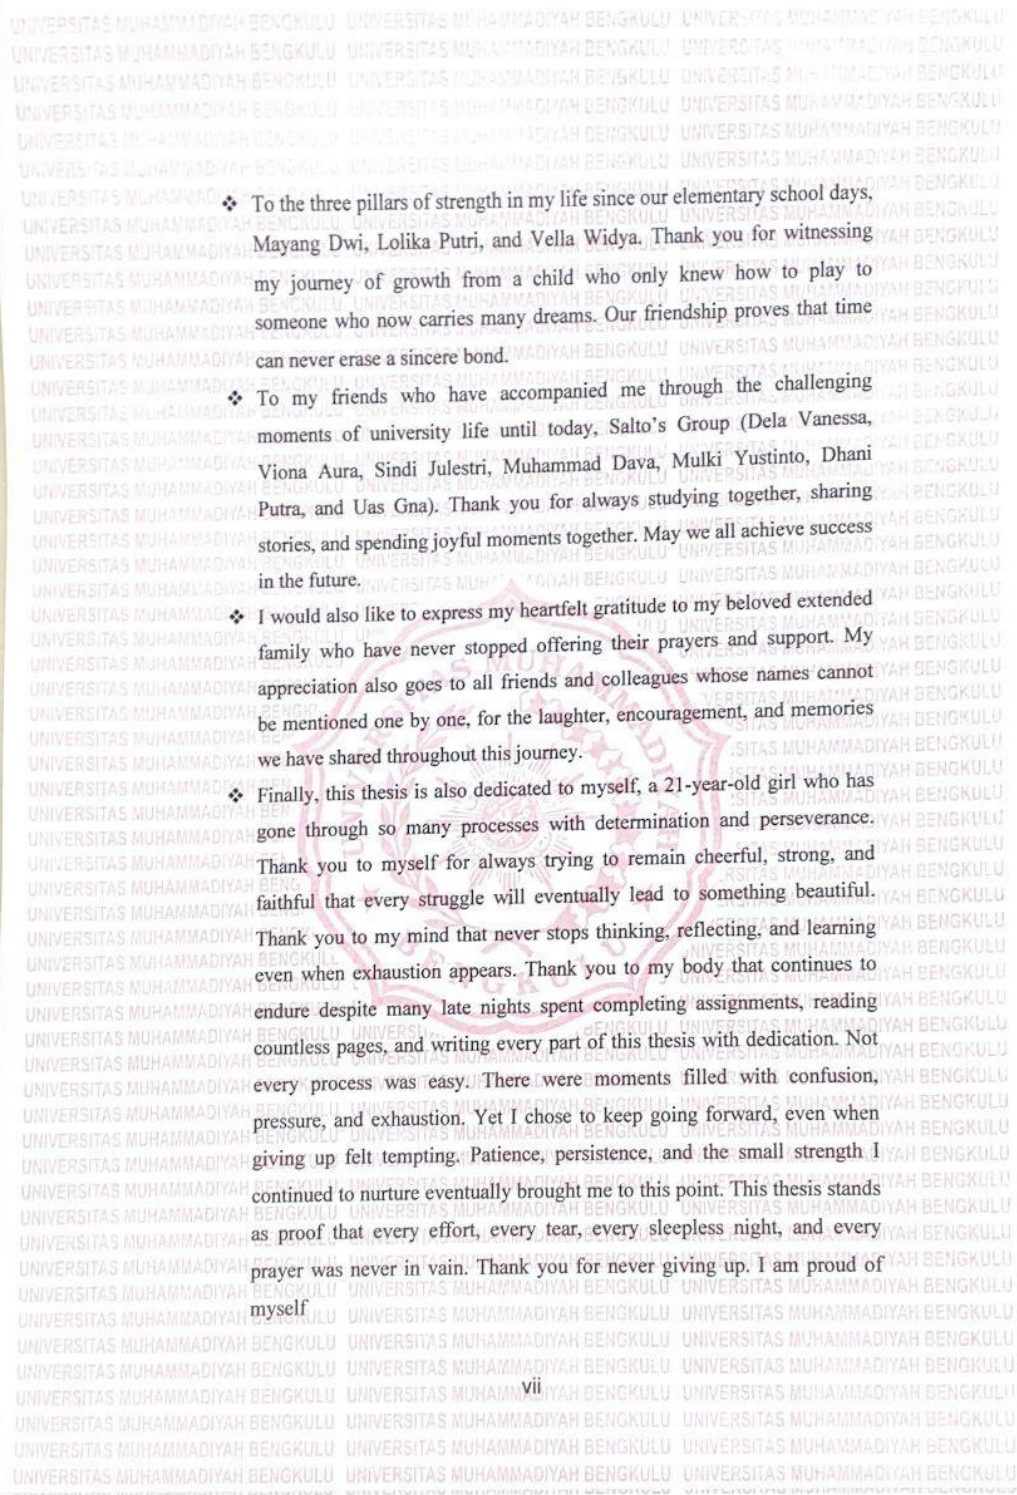 ❖ To the three pillars of strength in my life since our elementary school days,
Mayang Dwi, Lolika Putri, and Vella Widya. Thank you for witnessing
my journey of growth from a child who only knew how to play to
someone who now carries many dreams. Our friendship proves that time
can never erase a sincere bond.
❖ To my friends who have accompanied me through the challenging
moments of university life until today, Salto's Group (Dela Vanessa,
Viona Aura, Sindi Julestri, Muhammad Dava, Mulki Yustinto, Dhani
Putra, and Uas Gna). Thank you for always studying together, sharing
stories, and spending joyful moments together. May we all achieve success
in the future.
❖ I would also like to express my heartfelt gratitude to my beloved extended
family who have never stopped offering their prayers and support. My
appreciation also goes to all friends and colleagues whose names cannot
be mentioned one by one, for the laughter, encouragement, and memories
we have shared throughout this journey.
❖ Finally, this thesis is also dedicated to myself, a 21-year-old girl who has
gone through so many processes with determination and perseverance.
Thank you to myself for always trying to remain cheerful, strong, and
faithful that every struggle will eventually lead to something beautiful.
Thank you to my mind that never stops thinking, reflecting, and learning
even when exhaustion appears. Thank you to my body that continues to
endure despite many late nights spent completing assignments, reading
countless pages, and writing every part of this thesis with dedication. Not
every process was easy. There were moments filled with confusion,
pressure, and exhaustion. Yet I chose to keep going forward, even when
giving up felt tempting. Patience, persistence, and the small strength I
continued to nurture eventually brought me to this point. This thesis stands
as proof that every effort, every tear, every sleepless night, and every
prayer was never in vain. Thank you for never giving up. I am proud of
myself
vii
UNIVERSITAS MUHAMMADIYAH BENGKULU